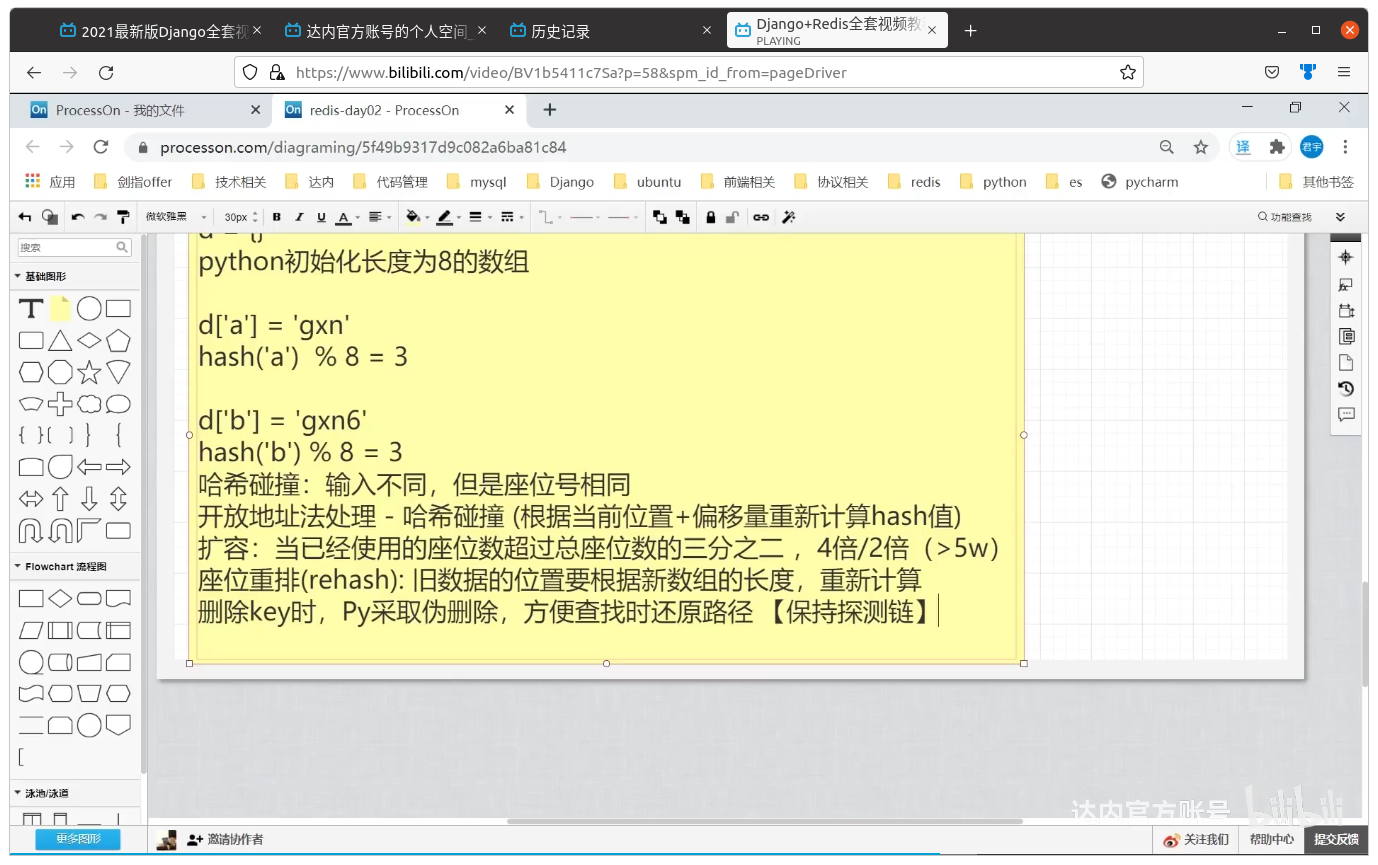 2021最新版Django全套视
达内官方账号的个人空间_
历史记录
Django+Redis全套视频教
PLAYING
https://www.bilibili.com/video/BV1b5411c7Sa?p=58&spm_id_from=pageDriver
On ProcessOn - 我的文件
On redis-day02 - ProcessOn
processon.com/diagraming/5f49b9317d9c082a6ba81c84
译
君宇
应用
剑指offer
技术相关
达内
代码管理
mysql
Django
ubuntu
前端相关
协议相关
redis
python
es
pycharm
其他书签
微软雅黑
30px
B
I
U
A
功能查找
搜索
基础图形
T
Flowchart 流程图
泳池/泳道
更多图形
d = {}
python初始化长度为8的数组
d['a'] = 'gxn'
hash('a') % 8 = 3
d['b'] = 'gxn6'
hash('b') % 8 = 3
哈希碰撞：输入不同，但是座位号相同
开放地址法处理 - 哈希碰撞 (根据当前位置+偏移量重新计算hash值)
扩容：当已经使用的座位数超过总座位数的三分之二 ，4倍/2倍（>5w）
座位重排(rehash): 旧数据的位置要根据新数组的长度，重新计算
删除key时，Py采取伪删除，方便查找时还原路径 【保持探测链】
达内官方账号
bilibili
邀请协作者
关注我们
帮助中心
提交反馈